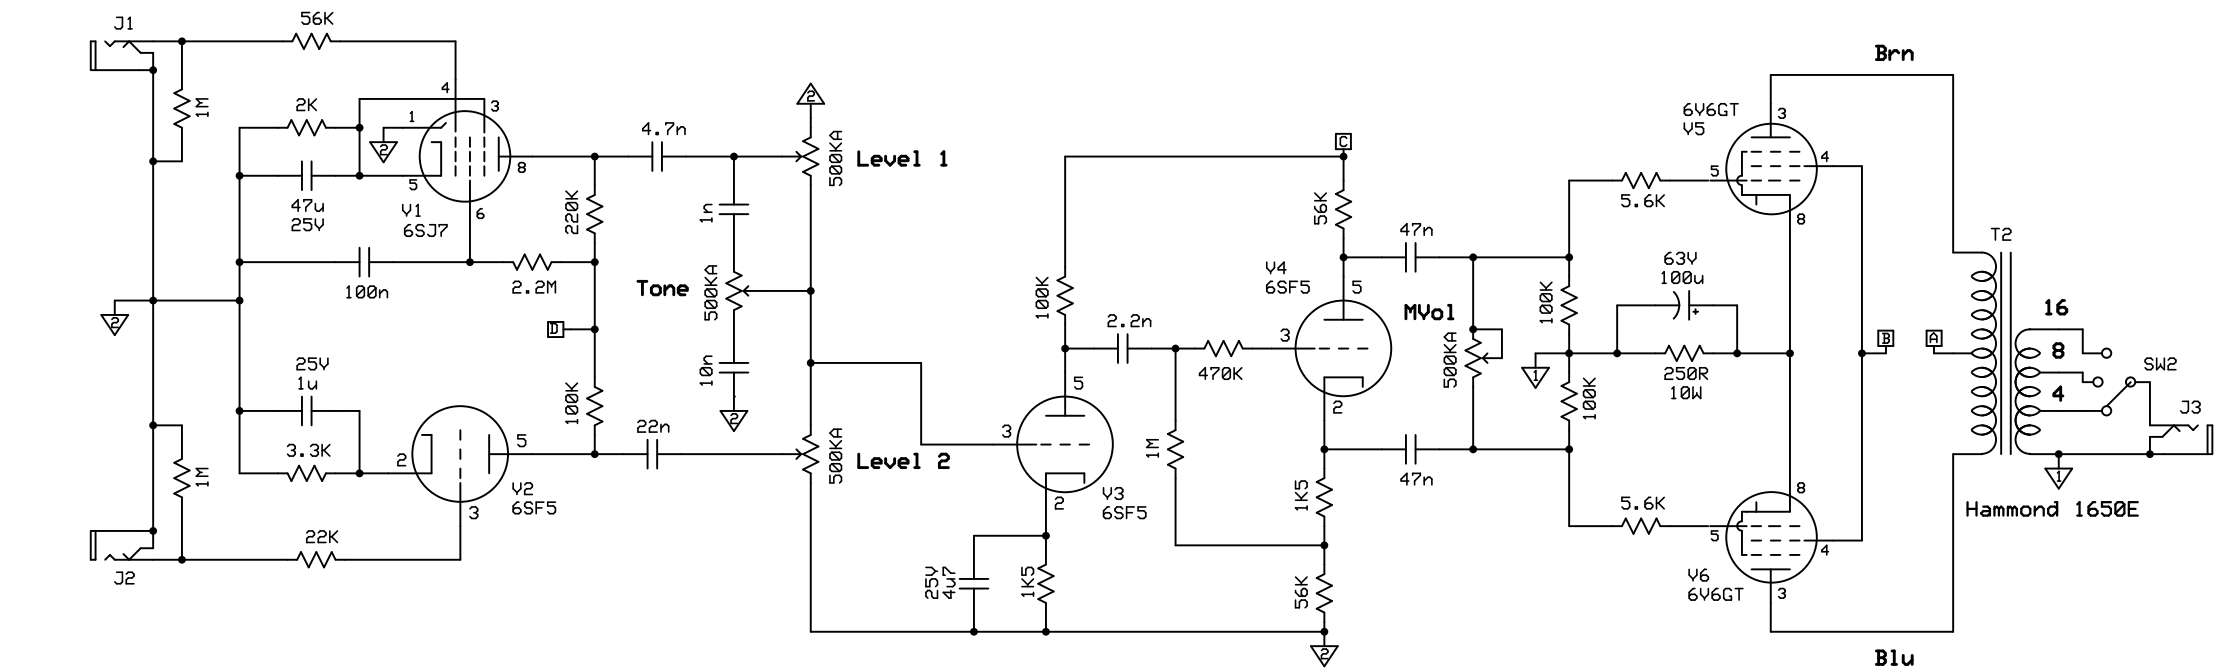 J1
56K
1M
2K
47u
25V
4
3
1
2
5
8
6
V1
6SJ7
100n
2.2M
220K
4.7n
2
500KA
Level 1
1n
Tone
500KA
10n
2
D
2
25V
1u
3.3K
100K
22n
2
5
3
V2
6SF5
1M
22K
J2
500KA
Level 2
C
56K
100K
2.2n
470K
V4
6SF5
5
3
2
47n
MVol
500KA
5
3
2
V3
6SF5
1M
1K5
47n
25V
4u7
1K5
56K
2
Brn
6V6GT
V5
3
4
5
8
5.6K
63V
100u
+
100K
1
250R
10W
100K
B
A
T2
16
8
4
SW2
J3
1
Hammond 1650E
5.6K
8
5
4
3
V6
6V6GT
Blu